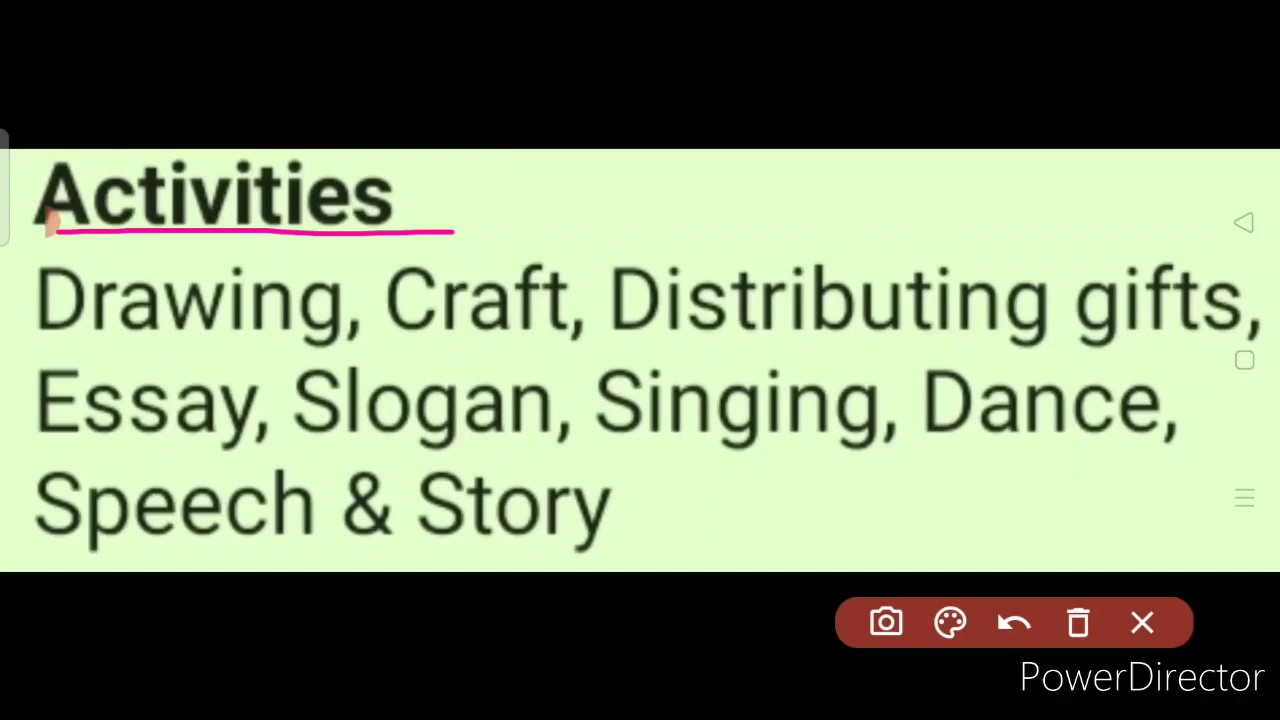 Activities
Drawing, Craft, Distributing gifts,
Essay, Slogan, Singing, Dance,
Speech & Story
PowerDirector